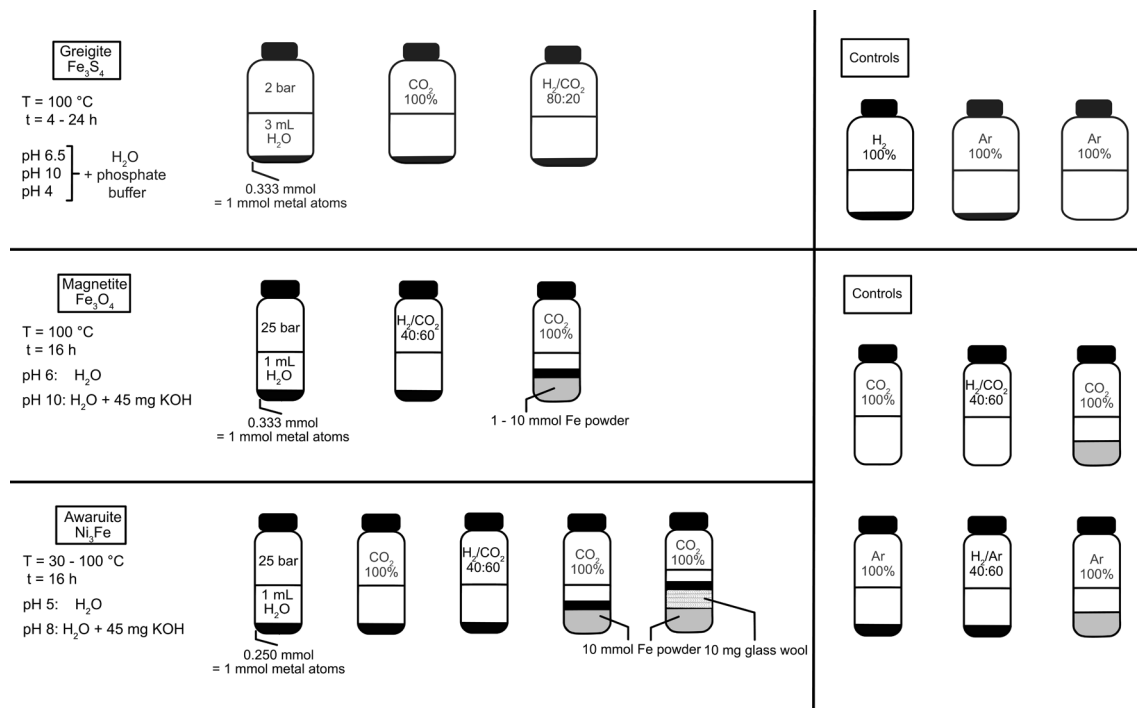 Greigite
Fe₃S₄
T = 100 °C
t = 4 - 24 h
pH 6.5
pH 10
pH 4
H₂O
+ phosphate
buffer
2 bar
3 mL
H₂O
0.333 mmol
= 1 mmol metal atoms
CO₂
100%
H₂/CO₂
80:20
Controls
H₂
100%
Ar
100%
Ar
100%
Magnetite
Fe₃O₄
T = 100 °C
t = 16 h
pH 6: H₂O
pH 10: H₂O + 45 mg KOH
25 bar
1 mL
H₂O
0.333 mmol
= 1 mmol metal atoms
H₂/CO₂
40:60
CO₂
100%
1 - 10 mmol Fe powder
Controls
CO₂
100%
H₂/CO₂
40:60
CO₂
100%
Awaruite
Ni₃Fe
T = 30 - 100 °C
t = 16 h
pH 5: H₂O
pH 8: H₂O + 45 mg KOH
25 bar
1 mL
H₂O
0.250 mmol
= 1 mmol metal atoms
CO₂
100%
H₂/CO₂
40:60
CO₂
100%
CO₂
100%
10 mmol Fe powder
10 mg glass wool
Ar
100%
H₂/Ar
40:60
Ar
100%